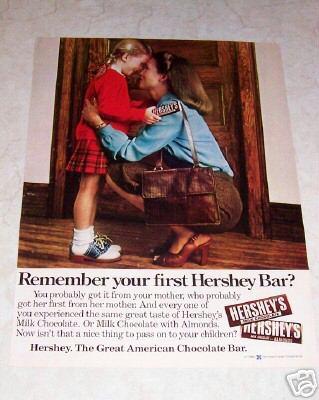 HERSHEY'S
Remember your first Hershey Bar?
You probably got it from your mother, who probably
got her first from her mother. And every one of
you experienced the same great taste of Hershey's
Milk Chocolate. Or Milk Chocolate with Almonds.
Now isn't that a nice thing to pass on to your children?
Hershey. The Great American Chocolate Bar.
HERSHEY'S
HERSHEY'S